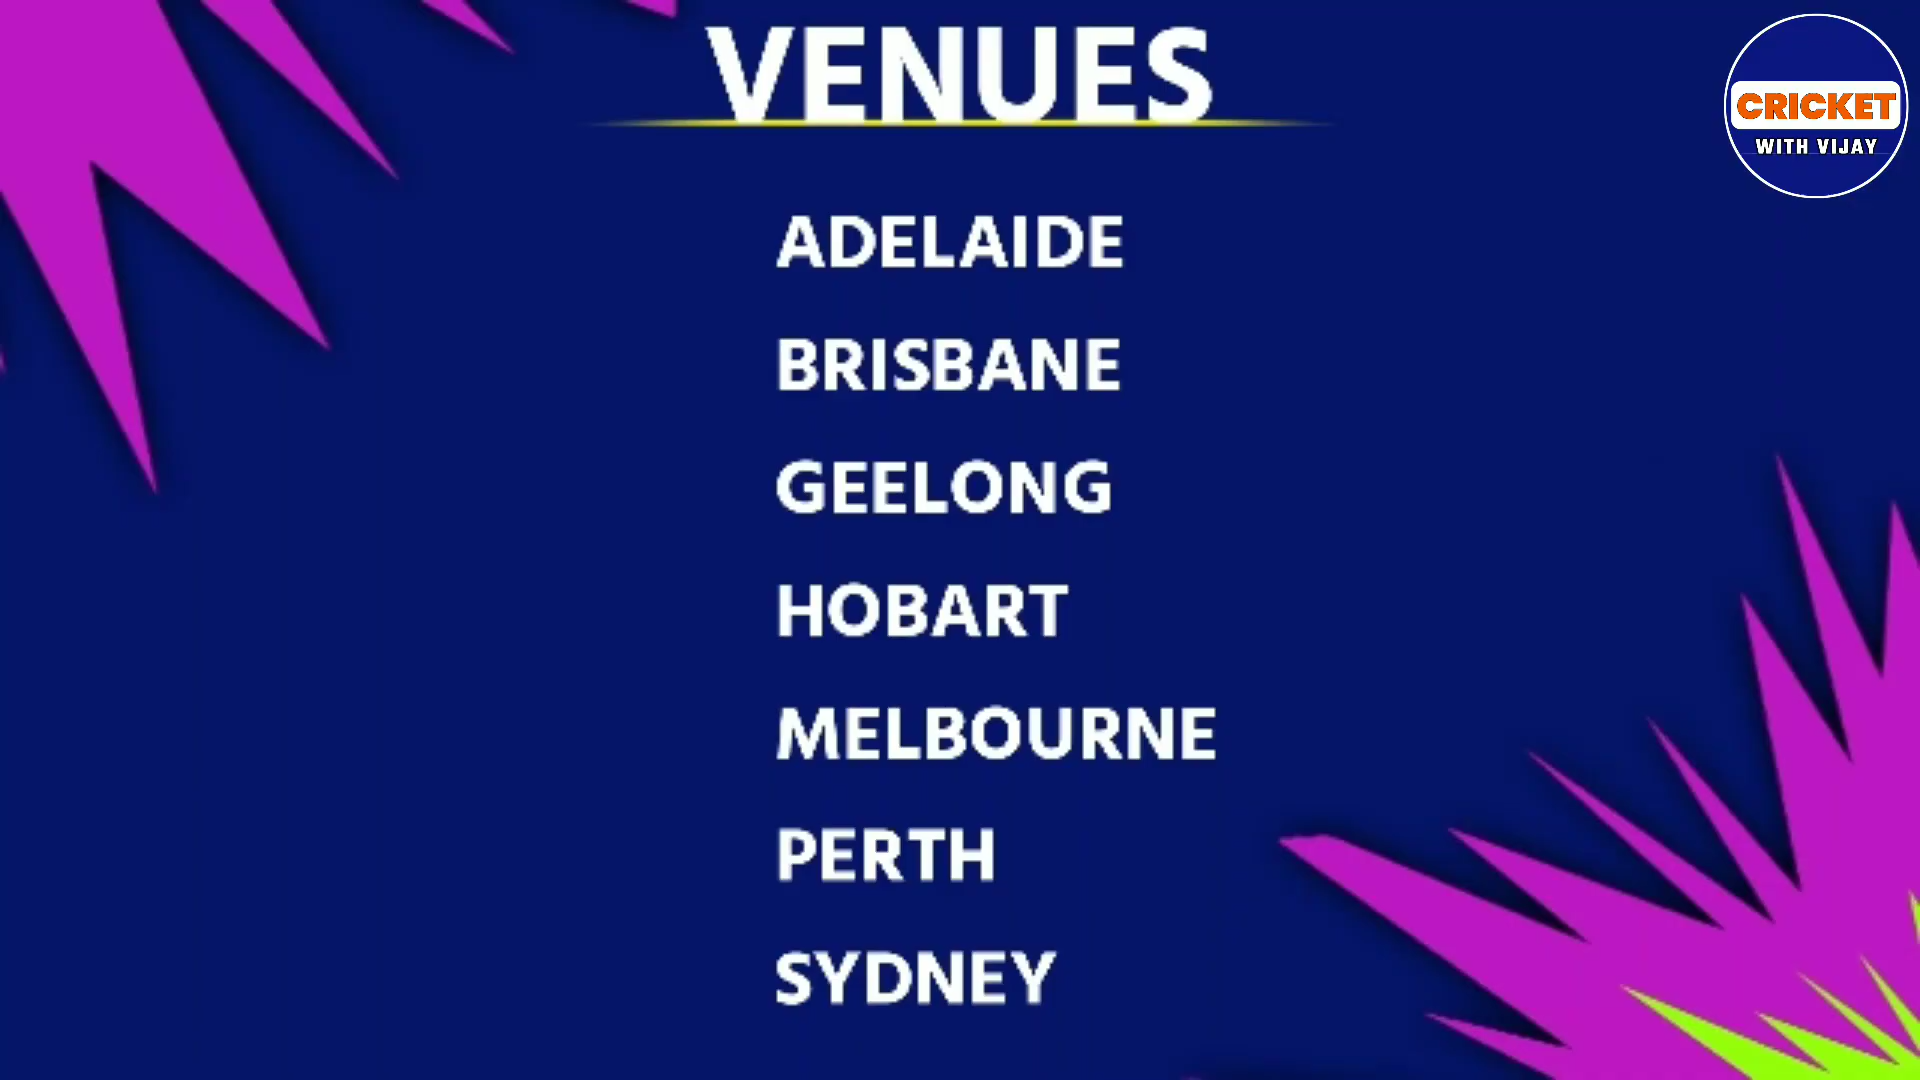 VENUES
CRICKET
WITH VIJAY
ADELAIDE
BRISBANE
GEELONG
HOBART
MELBOURNE
PERTH
SYDNEY